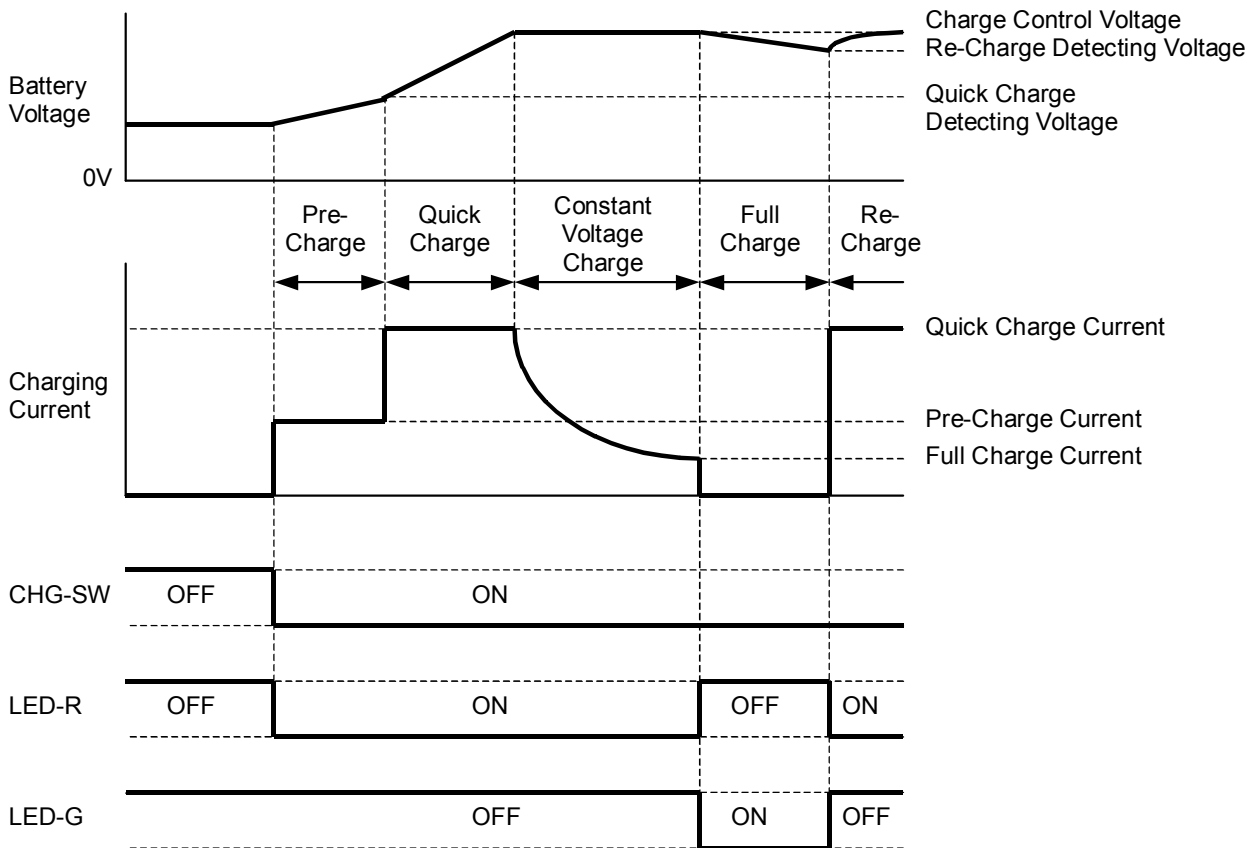 Charge Control Voltage
Re-Charge Detecting Voltage
Battery
Voltage
Quick Charge
Detecting Voltage
0V
Pre-
Charge
Quick
Charge
Constant
Voltage
Charge
Full
Charge
Re-
Charge
Quick Charge Current
Charging
Current
Pre-Charge Current
Full Charge Current
CHG-SW OFF ON
LED-R OFF ON OFF ON
LED-G OFF ON OFF